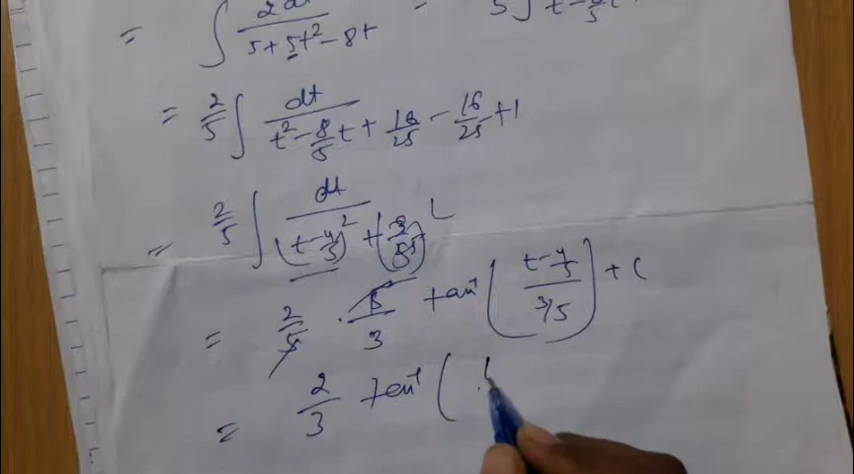 = ∫ 2dt / (5+5t²-8t) =
= 2/5 ∫ dt / (t² - 8/5 t + 16/25 - 16/25 + 1)
= 2/5 ∫ dt / ((t-4/5)² + (3/5)²)
= 2/5 · 5/3 tan⁻¹ ( (t-4/5) / (3/5) ) + C
= 2/3 tan⁻¹ (